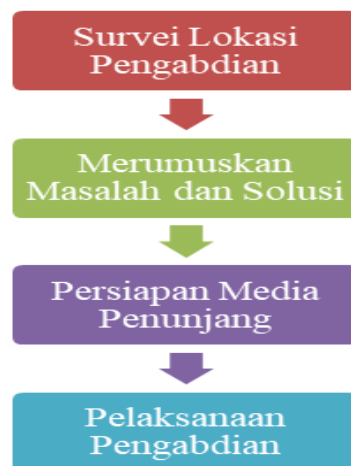 Survei Lokasi
Pengabdian
Merumuskan
Masalah dan Solusi
Persiapan Media
Penunjang
Pelaksanaan
Pengabdian